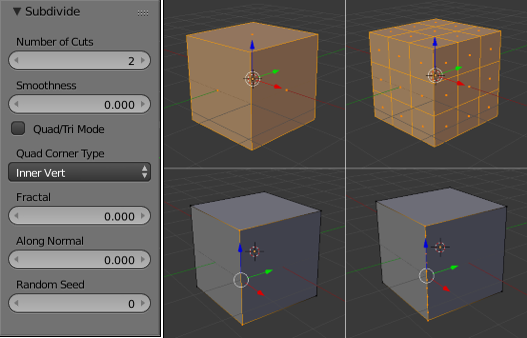 Subdivide
Number of Cuts
2
Smoothness
0.000
Quad/Tri Mode
Quad Corner Type
Inner Vert
Fractal
0.000
Along Normal
0.000
Random Seed
0